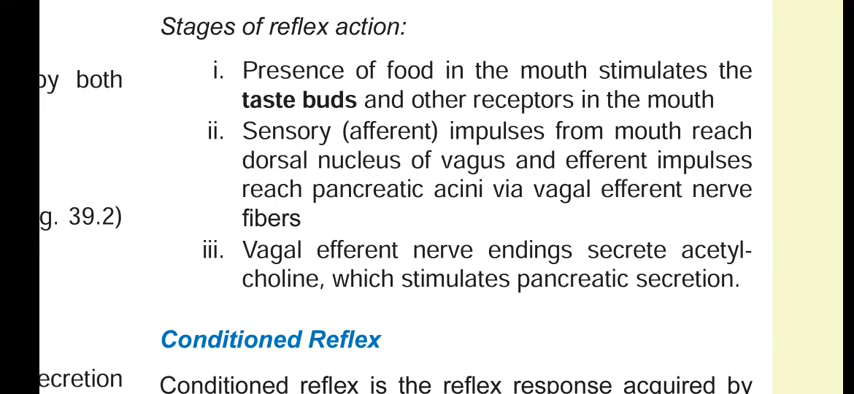 Stages of reflex action:
i. Presence of food in the mouth stimulates the
taste buds and other receptors in the mouth
ii. Sensory (afferent) impulses from mouth reach
dorsal nucleus of vagus and efferent impulses
reach pancreatic acini via vagal efferent nerve
fibers
iii. Vagal efferent nerve endings secrete acetyl-
choline, which stimulates pancreatic secretion.
Conditioned Reflex
Conditioned reflex is the reflex response acquired by
by both
g. 39.2)
ecretion